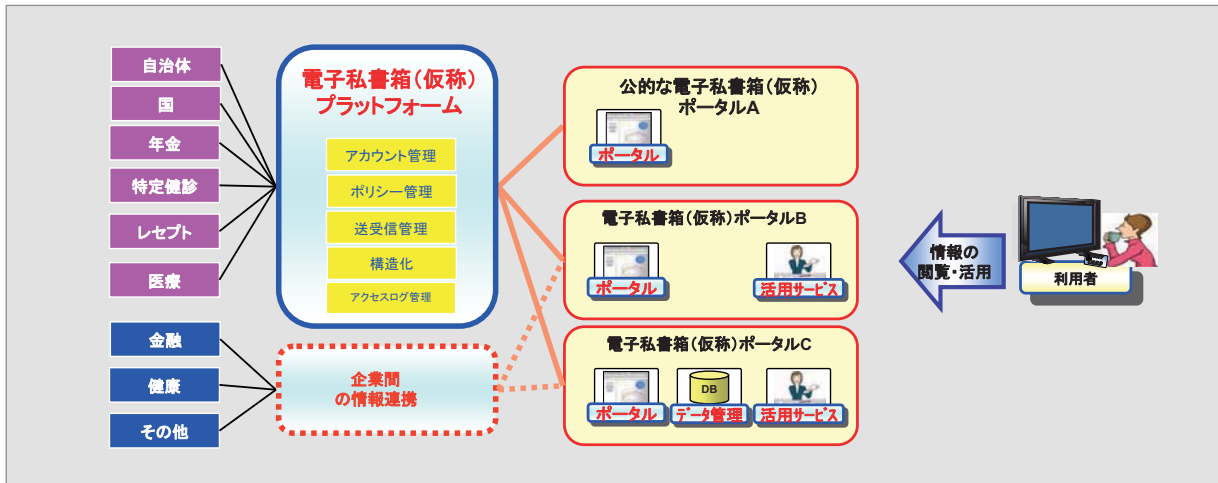 自治体
国
年金
特定健診
レセプト
医療
金融
健康
その他
電子私書箱(仮称)
プラットフォーム
アカウント管理
ポリシー管理
送受信管理
構造化
アクセスログ管理
企業間
の情報連携
公的な電子私書箱(仮称)
ポータルA
ポータル
電子私書箱(仮称)ポータルB
ポータル
活用サービス
電子私書箱(仮称)ポータルC
ポータル
DB
データ管理
活用サービス
情報の
閲覧・活用
利用者